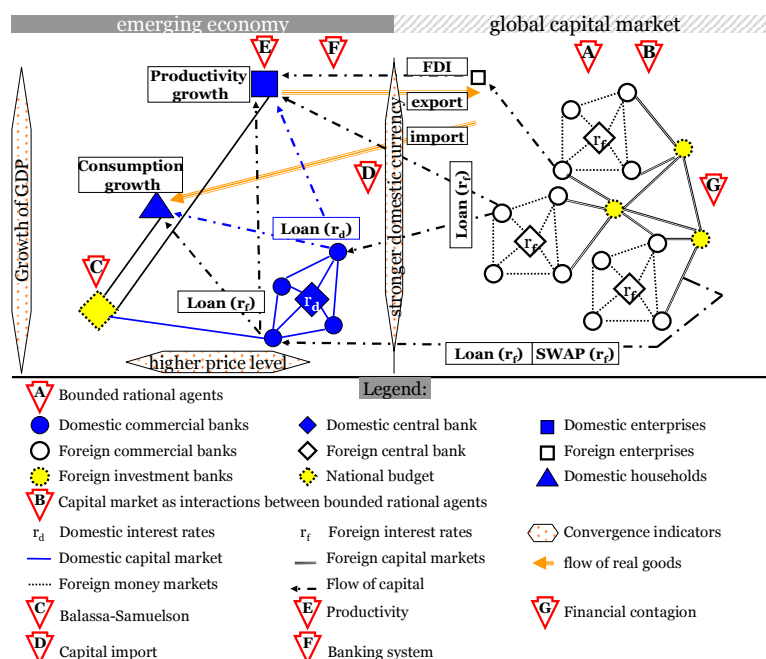 emerging economy
global capital market
E
F
A
B
Productivity
growth
FDI
export
import
Growth of GDP
stronger domestic currency
Consumption
growth
D
G
C
Loan (rd)
Loan (rf)
Loan (rf)
rf
rf
rf
rd
higher price level
Loan (rf)
SWAP (rf)
Legend:
A
Bounded rational agents
Domestic commercial banks
Domestic central bank
Domestic enterprises
Foreign commercial banks
Foreign central bank
Foreign enterprises
Foreign investment banks
National budget
Domestic households
B
Capital market as interactions between bounded rational agents
rd Domestic interest rates
rf Foreign interest rates
Convergence indicators
Domestic capital market
Foreign capital markets
flow of real goods
Foreign money markets
Flow of capital
C
Balassa-Samuelson
E
Productivity
G
Financial contagion
D
Capital import
F
Banking system